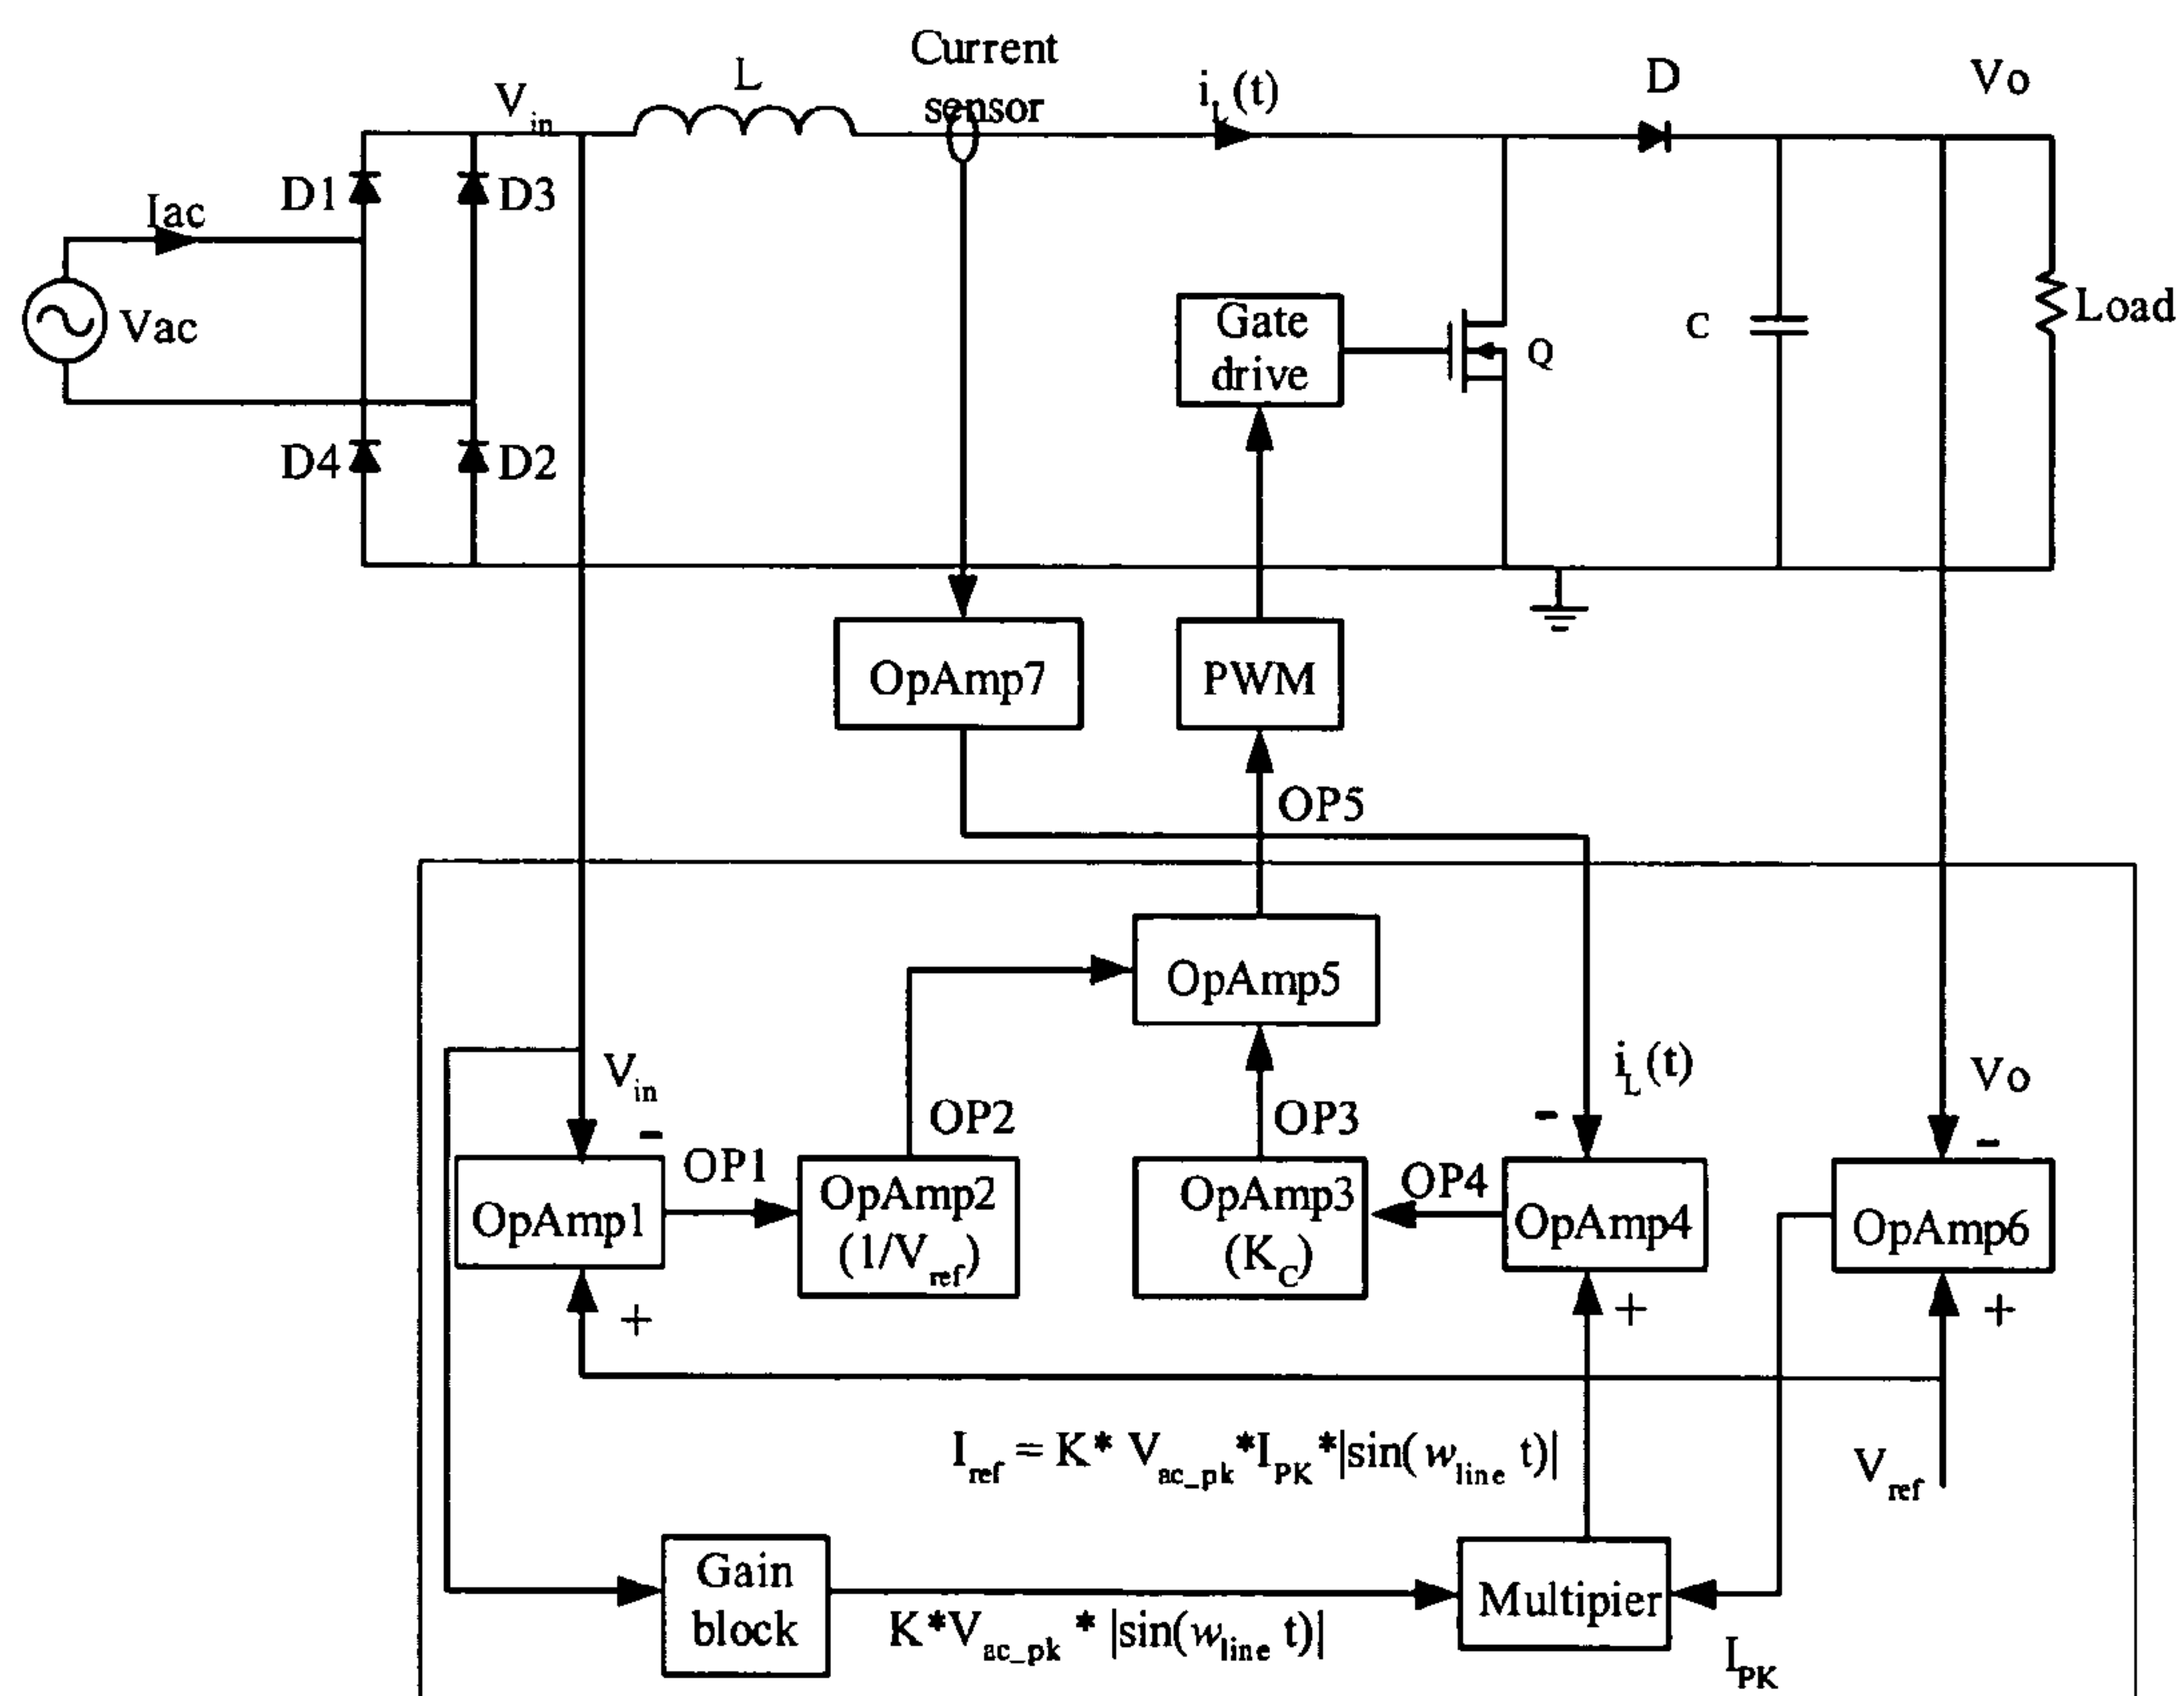 Current
sensor
L
i_L(t)
D
Vo
V_in
D1
D3
Iac
Vac
Gate
drive
Q
C
Load
D4
D2
OpAmp7
PWM
OP5
OpAmp5
V_in
i_L(t)
Vo
-
-
-
OP2
OP3
OP1
OP4
OpAmp1
OpAmp2
(1/V_ref)
OpAmp3
(K_C)
OpAmp4
OpAmp6
+
+
+
I_ref = K* V_ac_pk *I_PK *|sin(w_line t)|
V_ref
Gain
block
K*V_ac_pk * |sin(w_line t)|
Multipier
I_PK